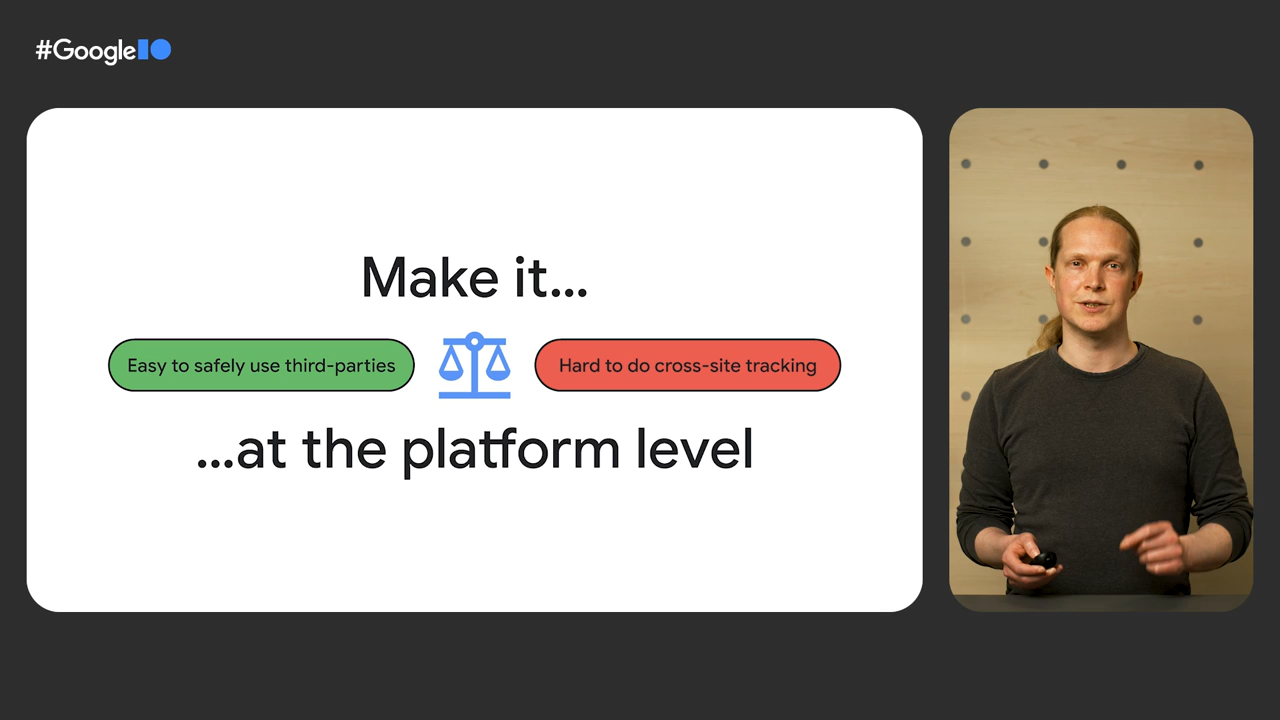 #GoogleIO
Make it...
Easy to safely use third-parties
Hard to do cross-site tracking
...at the platform level